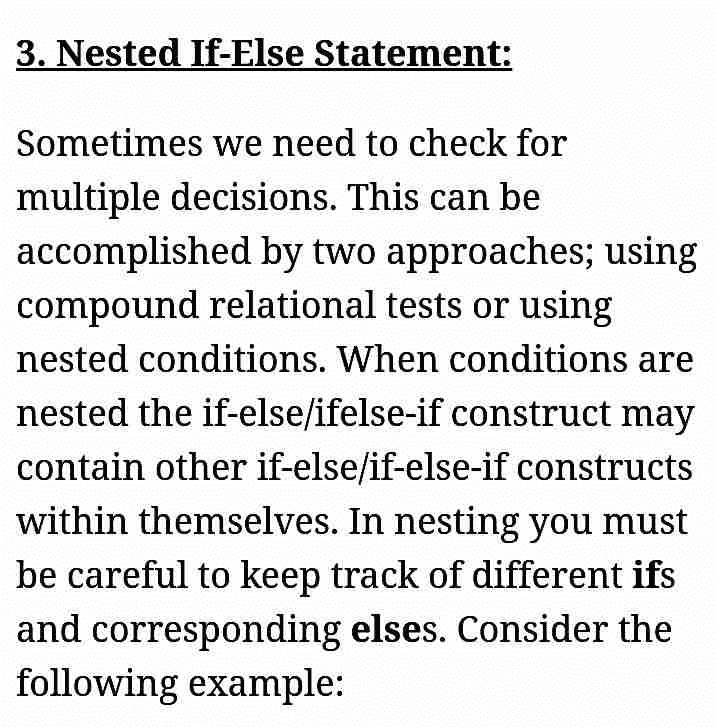 3. Nested If-Else Statement:
Sometimes we need to check for
multiple decisions. This can be
accomplished by two approaches; using
compound relational tests or using
nested conditions. When conditions are
nested the if-else/ifelse-if construct may
contain other if-else/if-else-if constructs
within themselves. In nesting you must
be careful to keep track of different ifs
and corresponding elses. Consider the
following example: